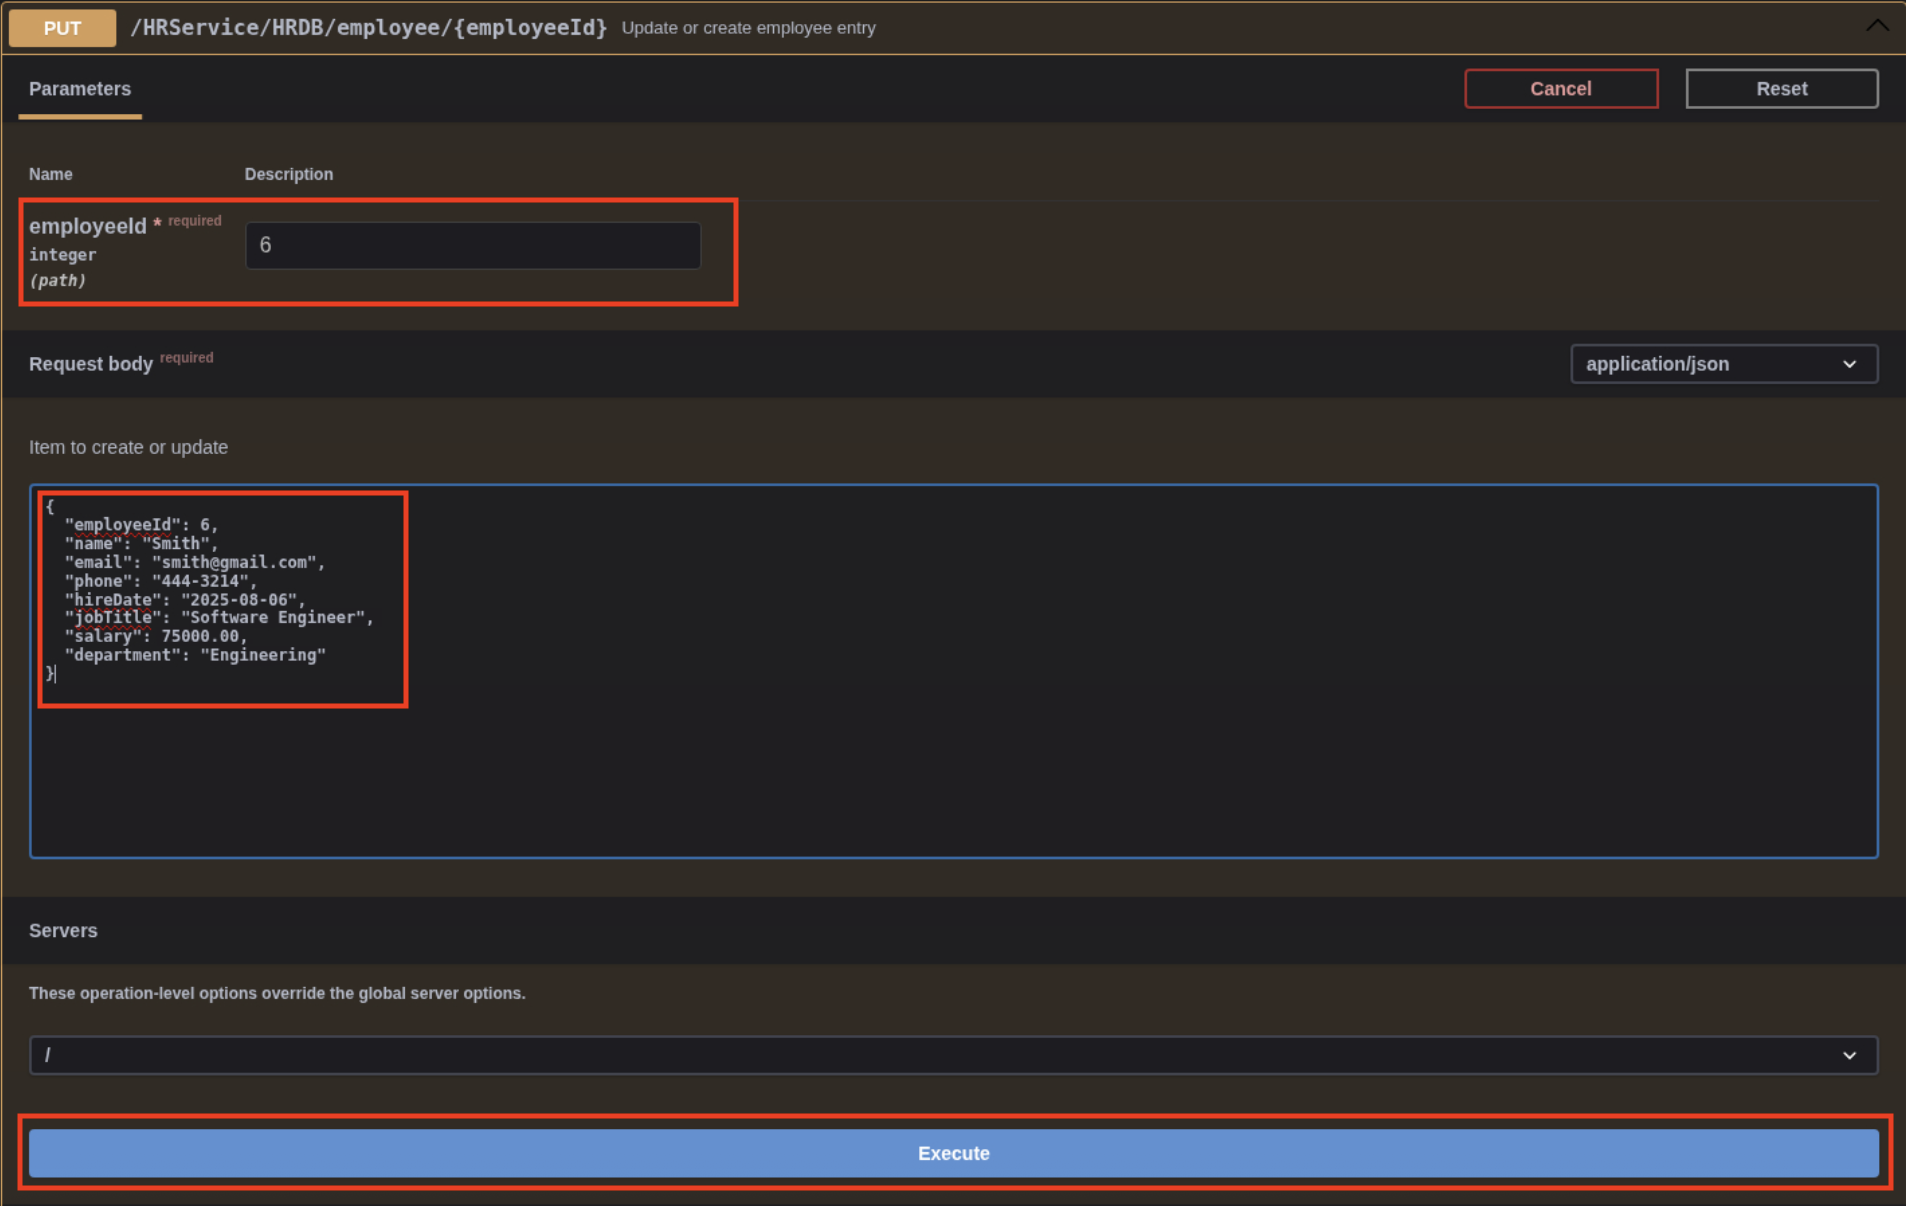 PUT /HRService/HRDB/employee/{employeeId} Update or create employee entry
Parameters Cancel Reset
Name Description
employeeId * required
integer
(path)
6
Request body required application/json
Item to create or update
{
  "employeeId": 6,
  "name": "Smith",
  "email": "smith@gmail.com",
  "phone": "444-3214",
  "hireDate": "2025-08-06",
  "jobTitle": "Software Engineer",
  "salary": 75000.00,
  "department": "Engineering"
}
Servers
These operation-level options override the global server options.
/
Execute